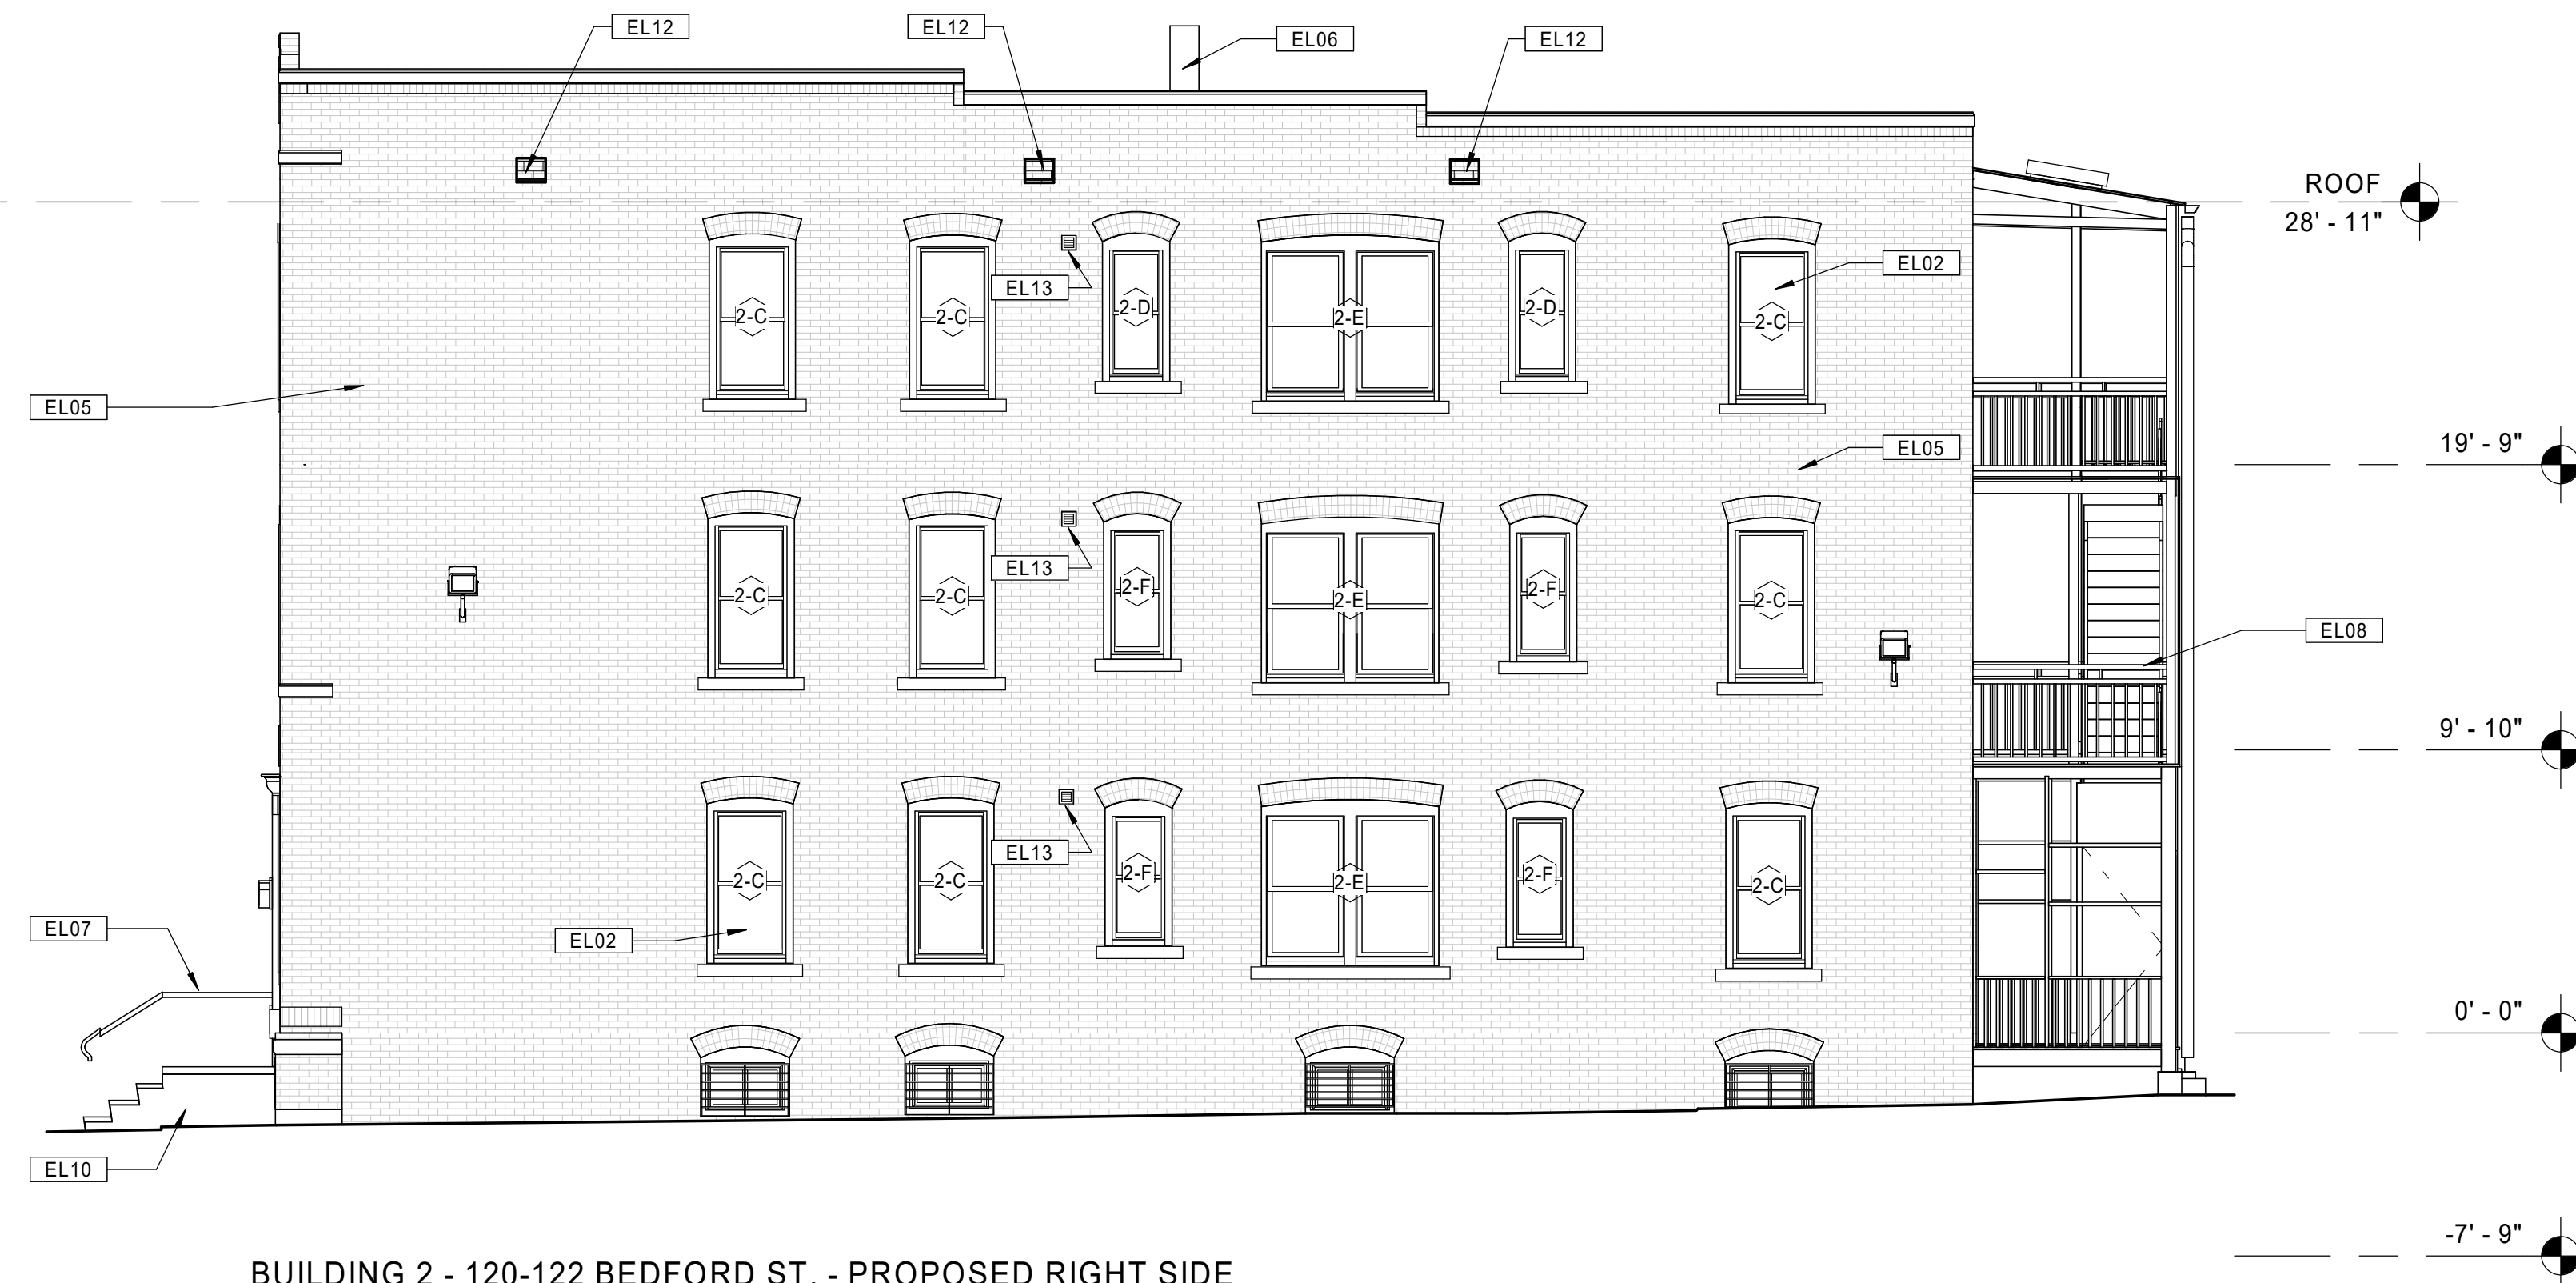 EL12
EL12
EL06
EL12
ROOF
28' - 11"
EL02
EL13
2-C
2-C
2-D
2-E
2-D
2-C
EL05
EL05
19' - 9"
EL13
2-C
2-C
2-F
2-E
2-F
2-C
EL08
9' - 10"
EL13
2-C
2-C
2-F
2-E
2-F
2-C
EL07
EL02
0' - 0"
EL10
-7' - 9"
BUILDING 2 - 120-122 BEDFORD ST. - PROPOSED RIGHT SIDE